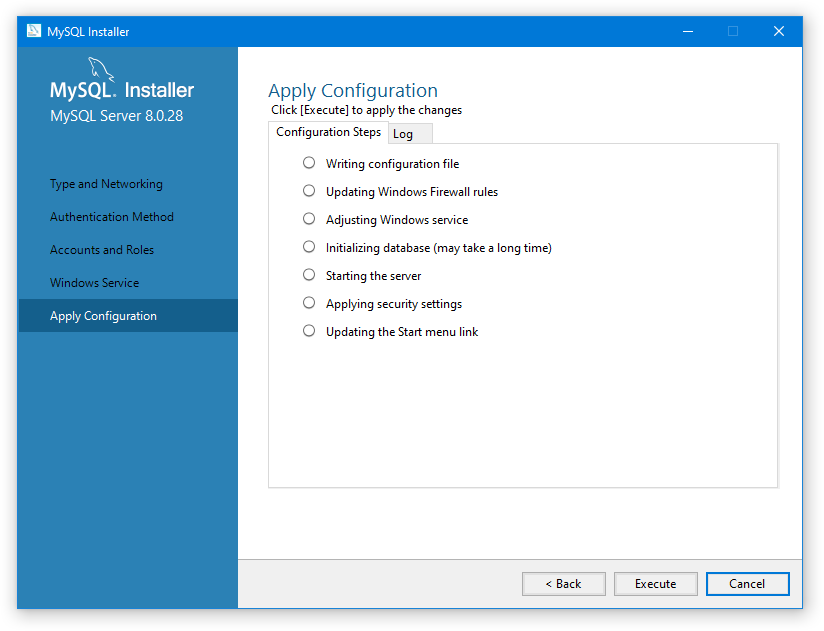 MySQL Installer
MySQL. Installer
MySQL Server 8.0.28
Type and Networking
Authentication Method
Accounts and Roles
Windows Service
Apply Configuration
Apply Configuration
Click [Execute] to apply the changes
Configuration Steps Log
Writing configuration file
Updating Windows Firewall rules
Adjusting Windows service
Initializing database (may take a long time)
Starting the server
Applying security settings
Updating the Start menu link
< Back Execute Cancel